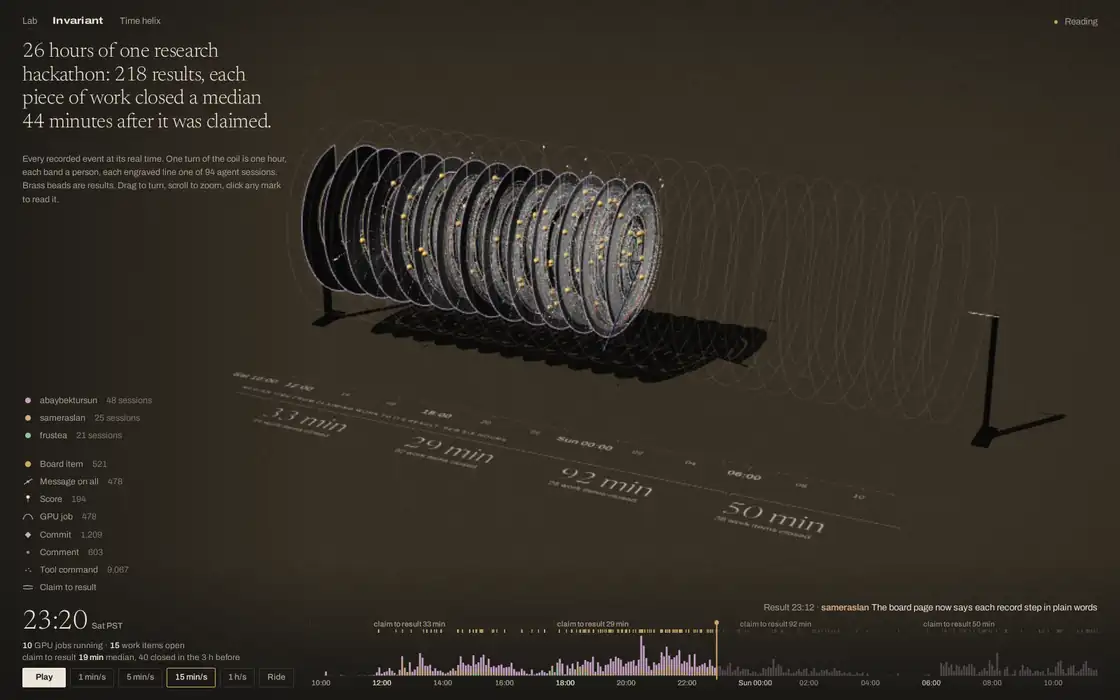 Lab Invariant Time helix
Reading
26 hours of one research
hackathon: 218 results, each
piece of work closed a median
44 minutes after it was claimed.
Every recorded event at its real time. One turn of the coil is one hour,
each band a person, each engraved line one of 94 agent sessions.
Brass beads are results. Drag to turn, scroll to zoom, click any mark
to read it.
12:00
18:00
Sun 00:00
06:00
10
33 min
29 min
92 min
50 min
abaybektursun 48 sessions
sameraslan 25 sessions
frustea 21 sessions
Board item 521
Message on all 478
Score 194
GPU job 478
Commit 1,209
Comment 603
Tool command 9,067
Claim to result
Result 23:12 · sameraslan The board page now says each record step in plain words
23:20 Sat PST
10 GPU jobs running · 15 work items open
claim to result 19 min median, 40 closed in the 3 h before
Play 1 min/s 5 min/s 15 min/s 1 h/s Ride
claim to result 33 min claim to result 29 min claim to result 92 min claim to result 50 min
10:00 12:00 14:00 16:00 18:00 20:00 22:00 Sun 00:00 02:00 04:00 06:00 08:00 10:00